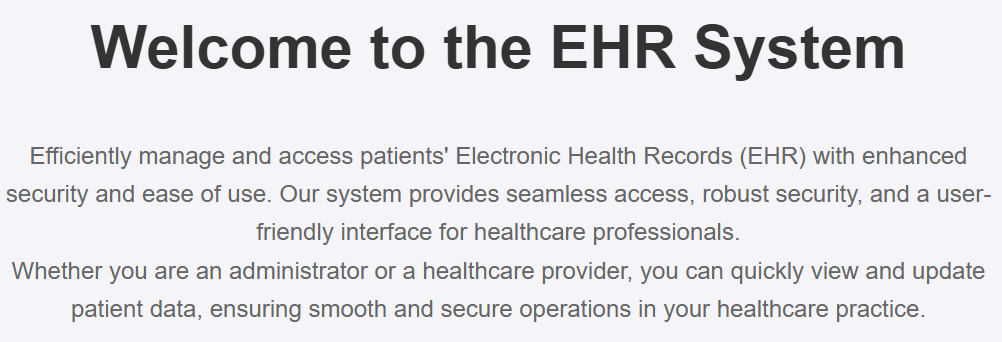 Welcome to the EHR System
Efficiently manage and access patients' Electronic Health Records (EHR) with enhanced
security and ease of use. Our system provides seamless access, robust security, and a user-
friendly interface for healthcare professionals.
Whether you are an administrator or a healthcare provider, you can quickly view and update
patient data, ensuring smooth and secure operations in your healthcare practice.